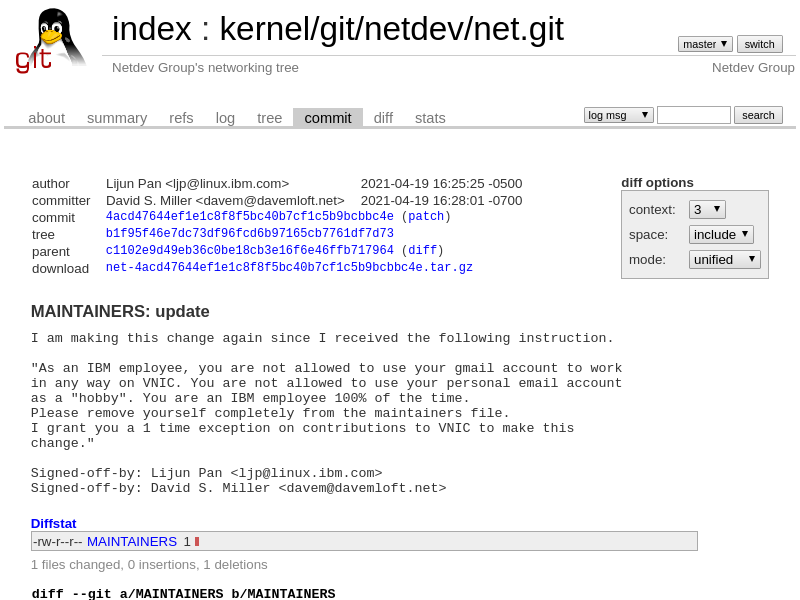 git
index : kernel/git/netdev/net.git
master switch
Netdev Group's networking tree Netdev Group
about summary refs log tree commit diff stats log msg search
author Lijun Pan <ljp@linux.ibm.com> 2021-04-19 16:25:25 -0500
committer David S. Miller <davem@davemloft.net> 2021-04-19 16:28:01 -0700
commit 4acd47644ef1e1c8f8f5bc40b7cf1c5b9bcbbc4e (patch)
tree b1f95f46e7dc73df96fcd6b97165cb7761df7d73
parent c1102e9d49eb36c0be18cb3e16f6e46ffb717964 (diff)
download net-4acd47644ef1e1c8f8f5bc40b7cf1c5b9bcbbc4e.tar.gz
diff options
context: 3
space: include
mode: unified
MAINTAINERS: update
I am making this change again since I received the following instruction.
"As an IBM employee, you are not allowed to use your gmail account to work
in any way on VNIC. You are not allowed to use your personal email account
as a "hobby". You are an IBM employee 100% of the time.
Please remove yourself completely from the maintainers file.
I grant you a 1 time exception on contributions to VNIC to make this
change."
Signed-off-by: Lijun Pan <ljp@linux.ibm.com>
Signed-off-by: David S. Miller <davem@davemloft.net>
Diffstat
-rw-r--r-- MAINTAINERS 1
1 files changed, 0 insertions, 1 deletions
diff --git a/MAINTAINERS b/MAINTAINERS